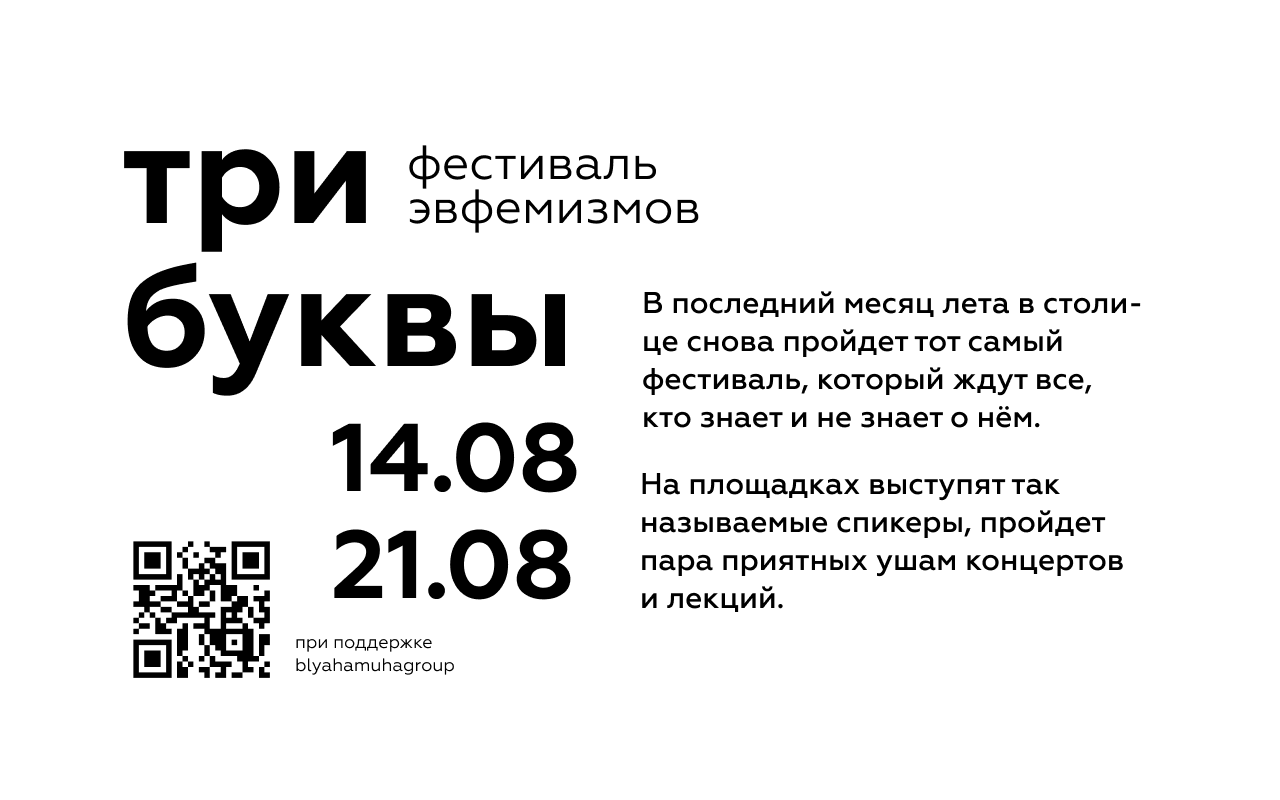 три
фестиваль
эвфемизмов
буквы
14.08
21.08
при поддержке
blyahamuhagroup
В последний месяц лета в столи-
це снова пройдет тот самый
фестиваль, который ждут все,
кто знает и не знает о нём.
На площадках выступят так
называемые спикеры, пройдет
пара приятных ушам концертов
и лекций.